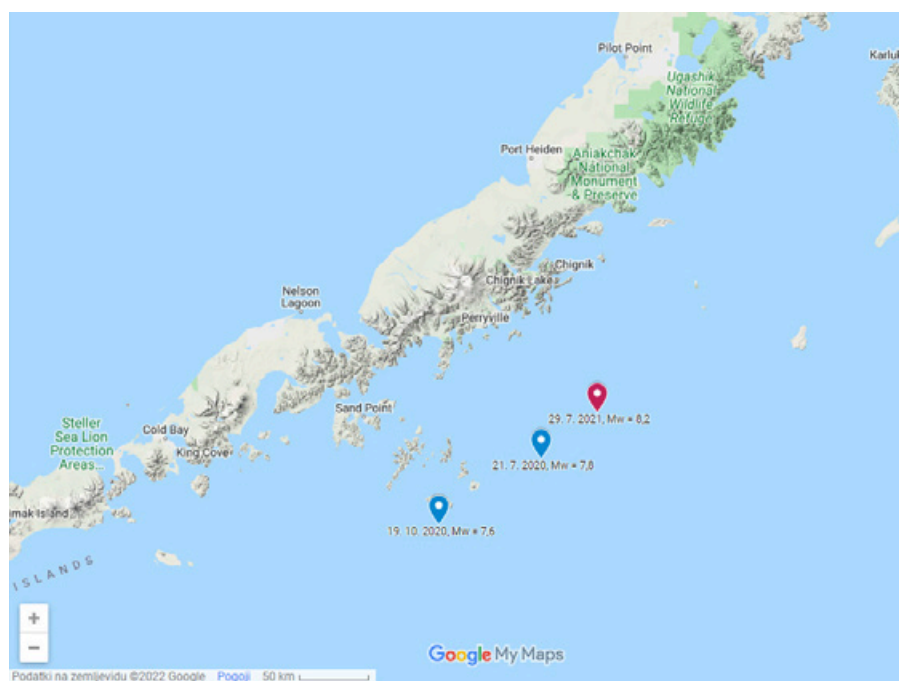 Pilot Point
Karluk
Ugashik
National
Wildlife
Refuge
Port Heiden
Aniakchak
National
Monument
& Preserve
Chignik
Chignik Lake
Nelson
Lagoon
Perryville
29. 7. 2021, Mw = 8,2
Sand Point
Steller
Sea Lion
Protection
Areas...
Cold Bay
21. 7. 2020, Mw = 7,8
King Cove
imak Island
19. 10. 2020, Mw = 7,6
ISLANDS
+
−
Google My Maps
Podatki na zemljevidu ©2022 Google Pogoji 50 km